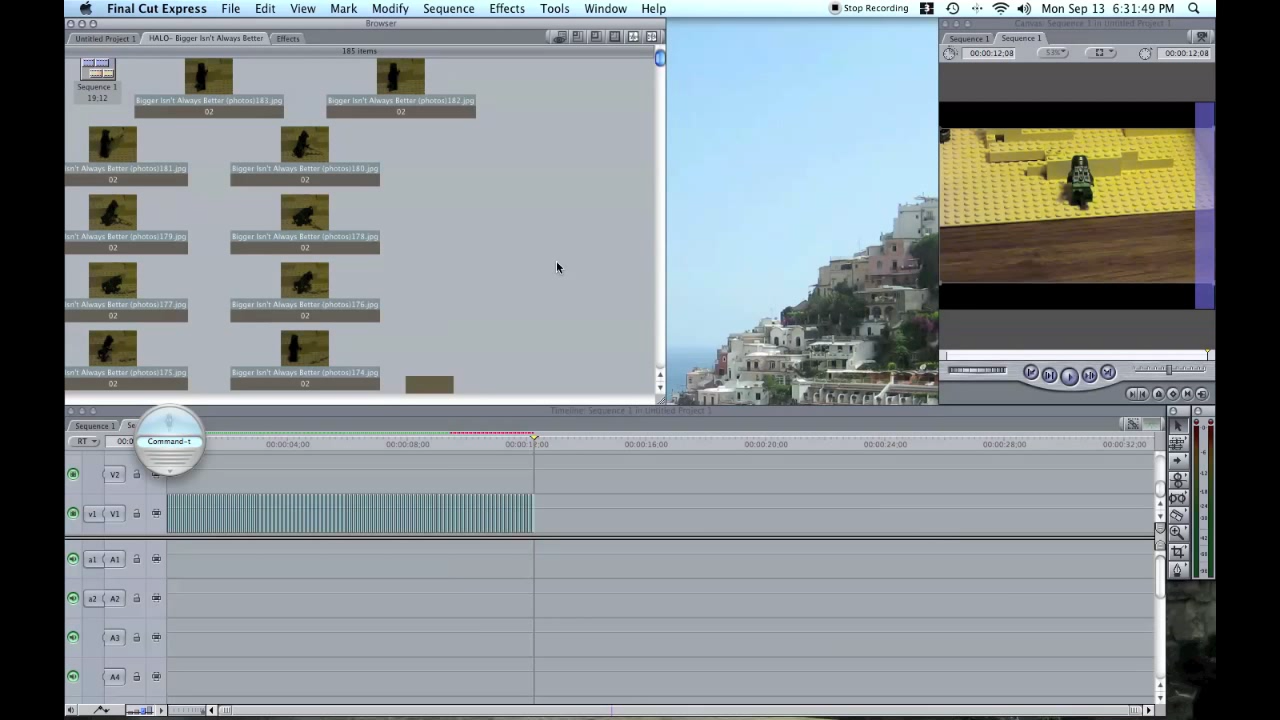 Final Cut Express File Edit View Mark Modify Sequence Effects Tools Window Help
Stop Recording Mon Sep 13 6:31:49 PM
Browser
Untitled Project 1 HALO- Bigger Isn't Always Better Effects
185 items
Sequence 1
19;12
Bigger Isn't Always Better (photos)183.jpg
02
Bigger Isn't Always Better (photos)182.jpg
02
Isn't Always Better (photos)181.jpg
02
Bigger Isn't Always Better (photos)180.jpg
02
Isn't Always Better (photos)179.jpg
02
Bigger Isn't Always Better (photos)178.jpg
02
Isn't Always Better (photos)177.jpg
02
Bigger Isn't Always Better (photos)176.jpg
02
Isn't Always Better (photos)175.jpg
02
Bigger Isn't Always Better (photos)174.jpg
02
Canvas: Sequence 1 in Untitled Project 1
Sequence 1 Sequence 1
00:00:12;08 53% 00:00:12;08
Timeline: Sequence 1 in Untitled Project 1
Sequence 1 Se
Command-t
RT 00:0 00:00:04;00 00:00:08;00 00:00:12;00 00:00:16;00 00:00:20;00 00:00:24;00 00:00:28;00 00:00:32;00
V2
v1 V1
a1 A1
a2 A2
A3
A4